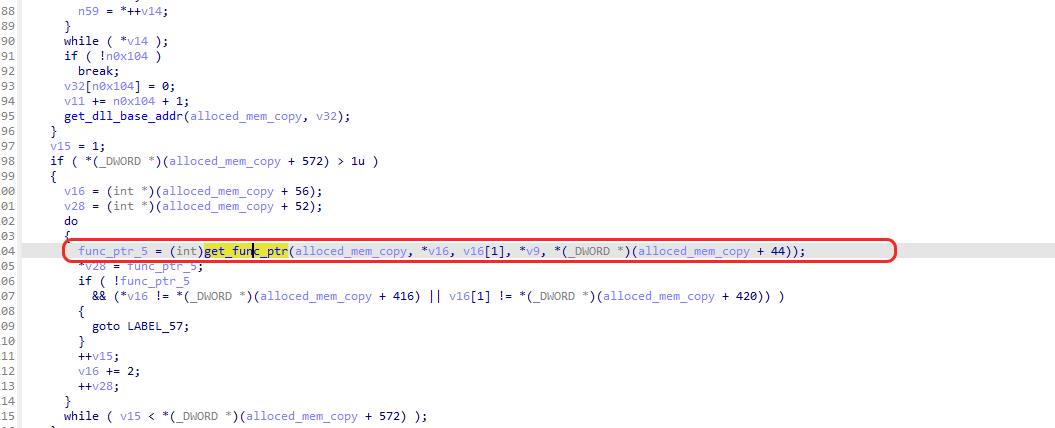 88 n59 = *++v14;
89 }
90 while ( *v14 );
91 if ( !n0x104 )
92 break;
93 v32[n0x104] = 0;
94 v11 += n0x104 + 1;
95 get_dll_base_addr(alloced_mem_copy, v32);
96 }
97 v15 = 1;
98 if ( *(_DWORD *)(alloced_mem_copy + 572) > 1u )
99 {
00 v16 = (int *)(alloced_mem_copy + 56);
01 v28 = (int *)(alloced_mem_copy + 52);
02 do
03 {
04 func_ptr_5 = (int)get_func_ptr(alloced_mem_copy, *v16, v16[1], *v9, *(_DWORD *)(alloced_mem_copy + 44));
05 *v28 = func_ptr_5;
06 if ( !func_ptr_5
07 && (*v16 != *(_DWORD *)(alloced_mem_copy + 416) || v16[1] != *(_DWORD *)(alloced_mem_copy + 420)) )
08 {
09 goto LABEL_57;
10 }
11 ++v15;
12 v16 += 2;
13 ++v28;
14 }
15 while ( v15 < *(_DWORD *)(alloced_mem_copy + 572) );